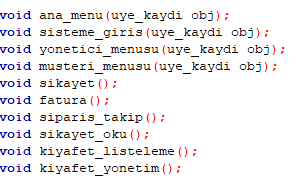 void ana_menu(uye_kaydi obj);
void sisteme_giris(uye_kaydi obj);
void yonetici_menusu(uye_kaydi obj);
void musteri_menusu(uye_kaydi obj);
void sikayet();
void fatura();
void siparis_takip();
void sikayet_oku();
void kiyafet_listeleme();
void kiyafet_yonetim();